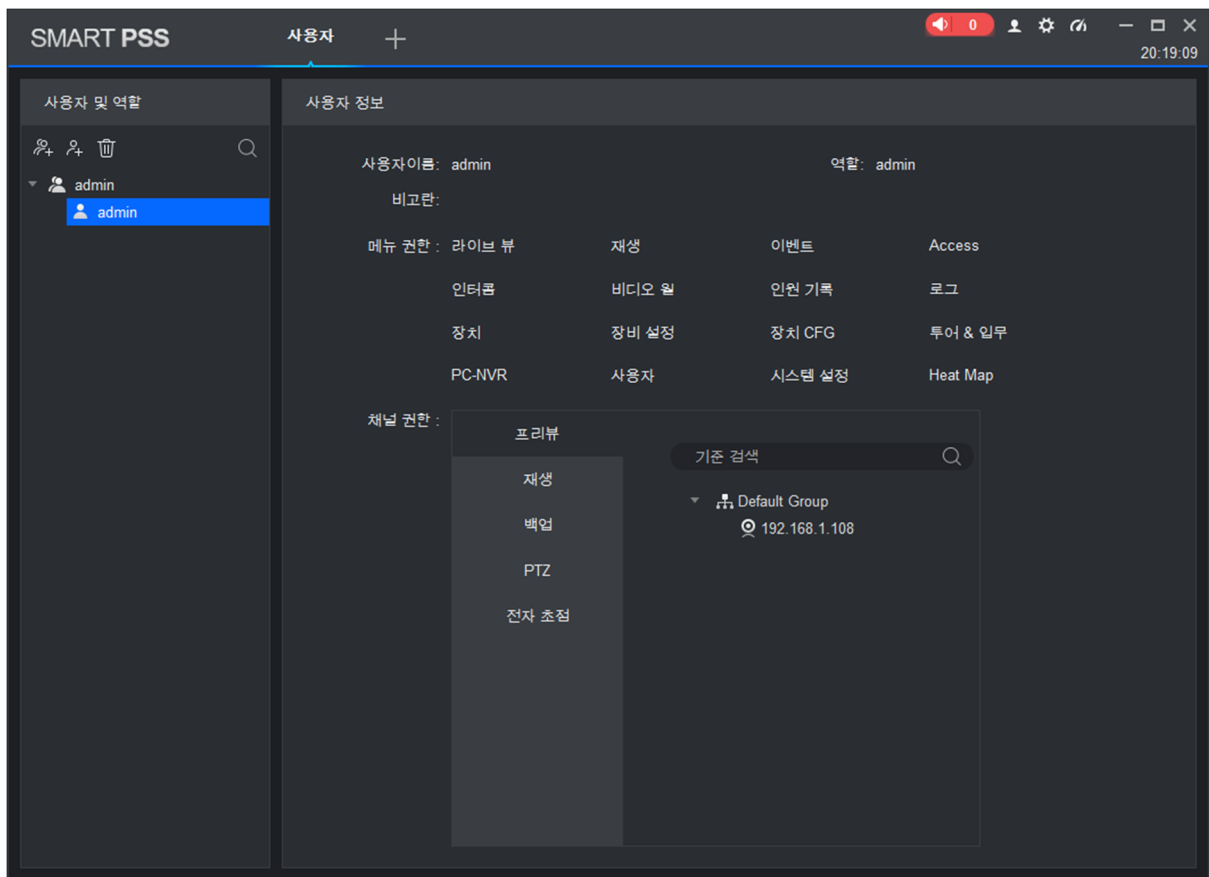 SMART PSS
사용자
0
20:19:09
사용자 및 역할
admin
admin
사용자 정보
사용자이름: admin 역할: admin
비고란:
메뉴 권한 : 라이브 뷰 재생 이벤트 Access
인터콤 비디오 월 인원 기록 로그
장치 장비 설정 장치 CFG 투어 & 입무
PC-NVR 사용자 시스템 설정 Heat Map
채널 권한 :
프리뷰
재생
백업
PTZ
전자 초점
기준 검색
Default Group
192.168.1.108